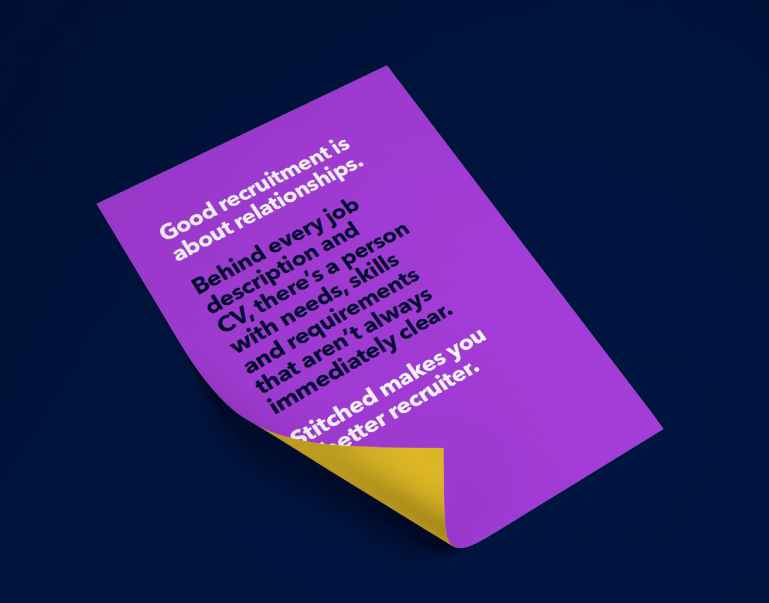 Good recruitment is
about relationships.
Behind every job
description and
CV, there's a person
with needs, skills
and requirements
that aren't always
immediately clear.
Stitched makes you
better recruiter.